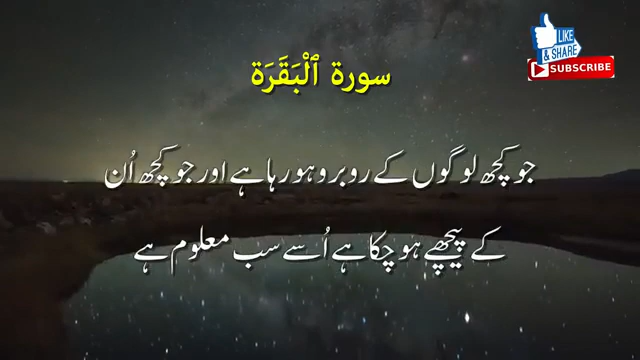 LIKE
& SHARE
SUBSCRIBE
سورة ٱلْبَقَرَة
جو کچھ لوگوں کے روبرو ہو رہا ہے اور جو کچھ اُن
کے پیچھے ہو چکا ہے اُسے سب معلوم ہے